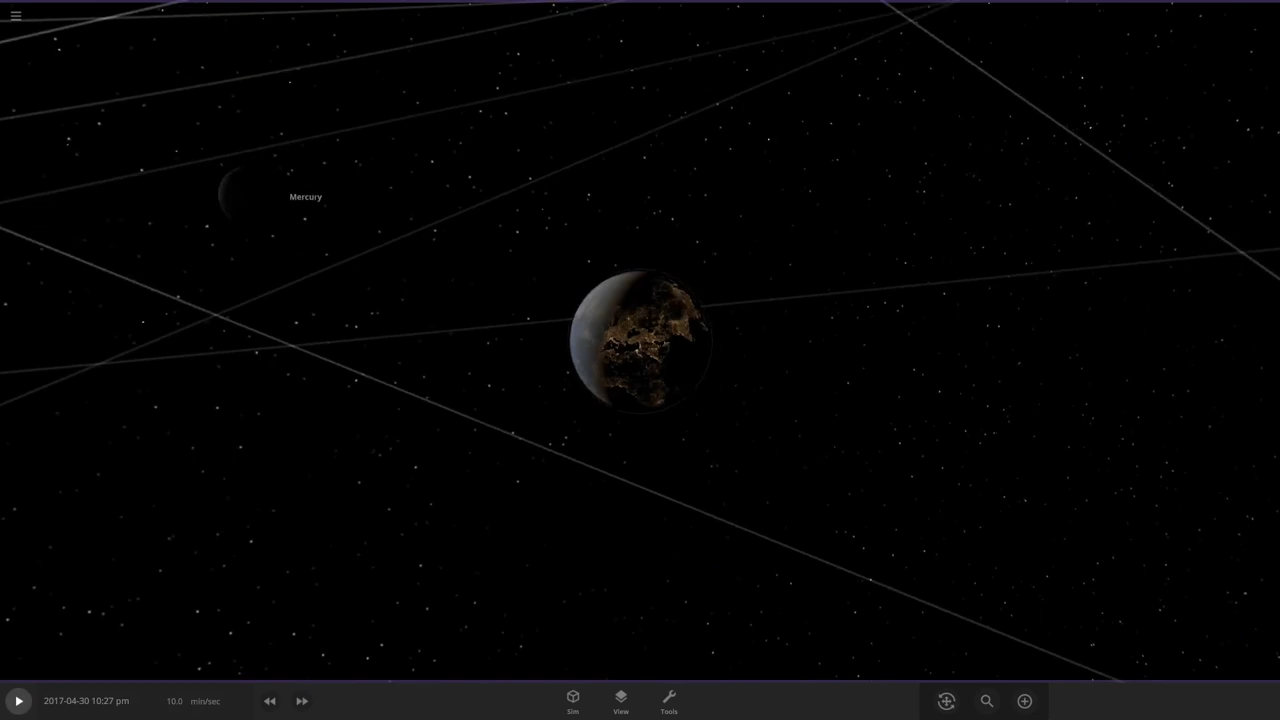 Mercury
2017-04-30 10:27 pm
10.0 min/sec
Sim
View
Tools